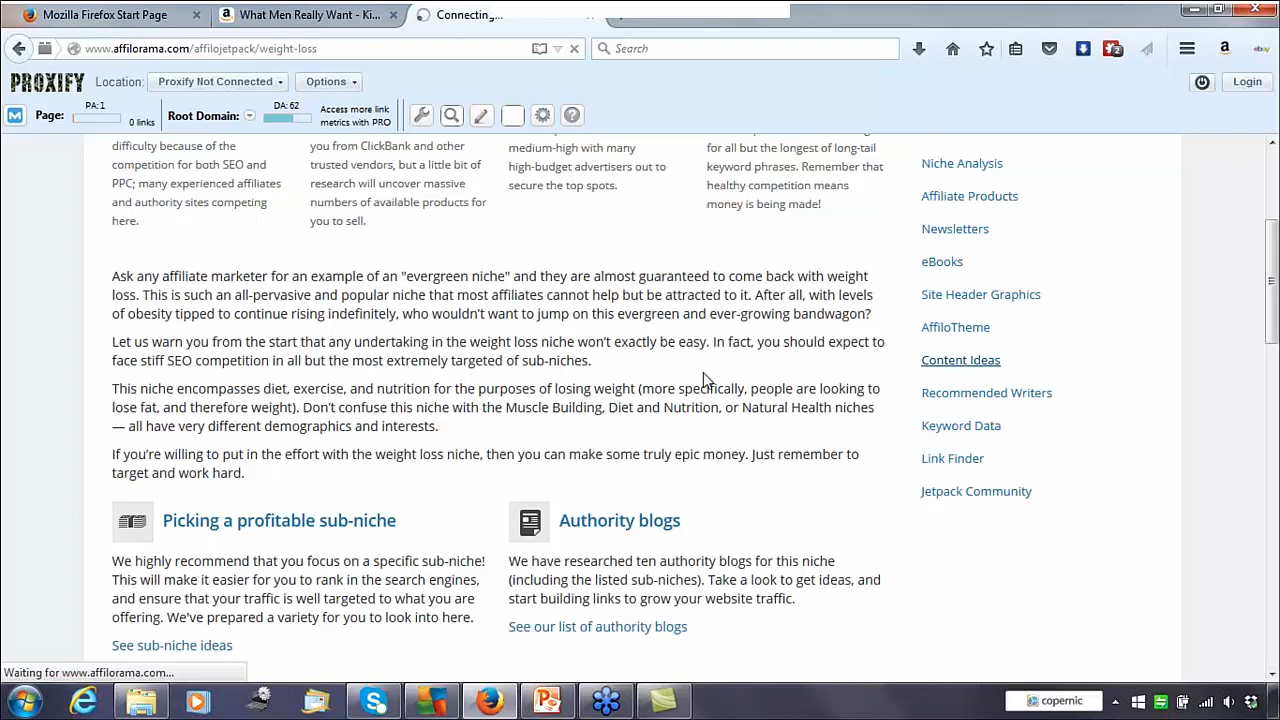 Mozilla Firefox Start Page
What Men Really Want - Ki...
Connecting...
www.affilorama.com/affilojetpack/weight-loss
Search
2
ebay
PROXIFY
Location:
Proxify Not Connected
Options
Login
Page:
PA: 1
0 links
Root Domain:
DA: 62
Access more link
metrics with PRO
difficulty because of the
competition for both SEO and
PPC; many experienced affiliates
and authority sites competing
here.
you from ClickBank and other
trusted vendors, but a little bit of
research will uncover massive
numbers of available products for
you to sell.
medium-high with many
high-budget advertisers out to
secure the top spots.
for all but the longest of long-tail
keyword phrases. Remember that
healthy competition means
money is being made!
Ask any affiliate marketer for an example of an "evergreen niche" and they are almost guaranteed to come back with weight
loss. This is such an all-pervasive and popular niche that most affiliates cannot help but be attracted to it. After all, with levels
of obesity tipped to continue rising indefinitely, who wouldn't want to jump on this evergreen and ever-growing bandwagon?
Let us warn you from the start that any undertaking in the weight loss niche won't exactly be easy. In fact, you should expect to
face stiff SEO competition in all but the most extremely targeted of sub-niches.
This niche encompasses diet, exercise, and nutrition for the purposes of losing weight (more specifically, people are looking to
lose fat, and therefore weight). Don't confuse this niche with the Muscle Building, Diet and Nutrition, or Natural Health niches
— all have very different demographics and interests.
If you're willing to put in the effort with the weight loss niche, then you can make some truly epic money. Just remember to
target and work hard.
Picking a profitable sub-niche
We highly recommend that you focus on a specific sub-niche!
This will make it easier for you to rank in the search engines,
and ensure that your traffic is well targeted to what you are
offering. We've prepared a variety for you to look into here.
See sub-niche ideas
Authority blogs
We have researched ten authority blogs for this niche
(including the listed sub-niches). Take a look to get ideas, and
start building links to grow your website traffic.
See our list of authority blogs
Niche Analysis
Affiliate Products
Newsletters
eBooks
Site Header Graphics
AffiloTheme
Content Ideas
Recommended Writers
Keyword Data
Link Finder
Jetpack Community
Waiting for www.affilorama.com...
copernic